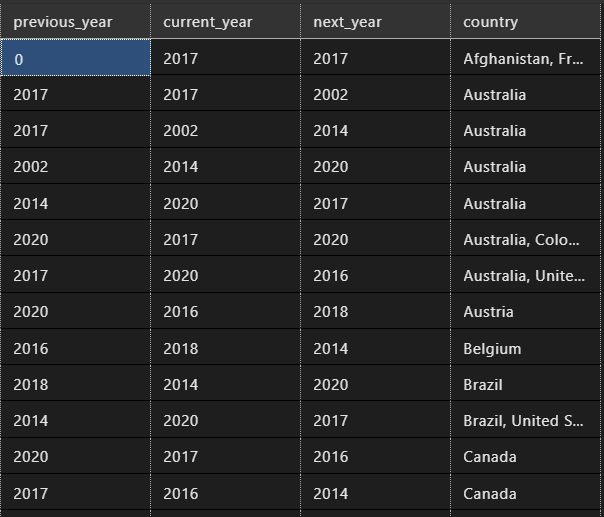 previous_year current_year next_year country
0 2017 2017 Afghanistan, Fr...
2017 2017 2002 Australia
2017 2002 2014 Australia
2002 2014 2020 Australia
2014 2020 2017 Australia
2020 2017 2020 Australia, Colo...
2017 2020 2016 Australia, Unite...
2020 2016 2018 Austria
2016 2018 2014 Belgium
2018 2014 2020 Brazil
2014 2020 2017 Brazil, United S...
2020 2017 2016 Canada
2017 2016 2014 Canada